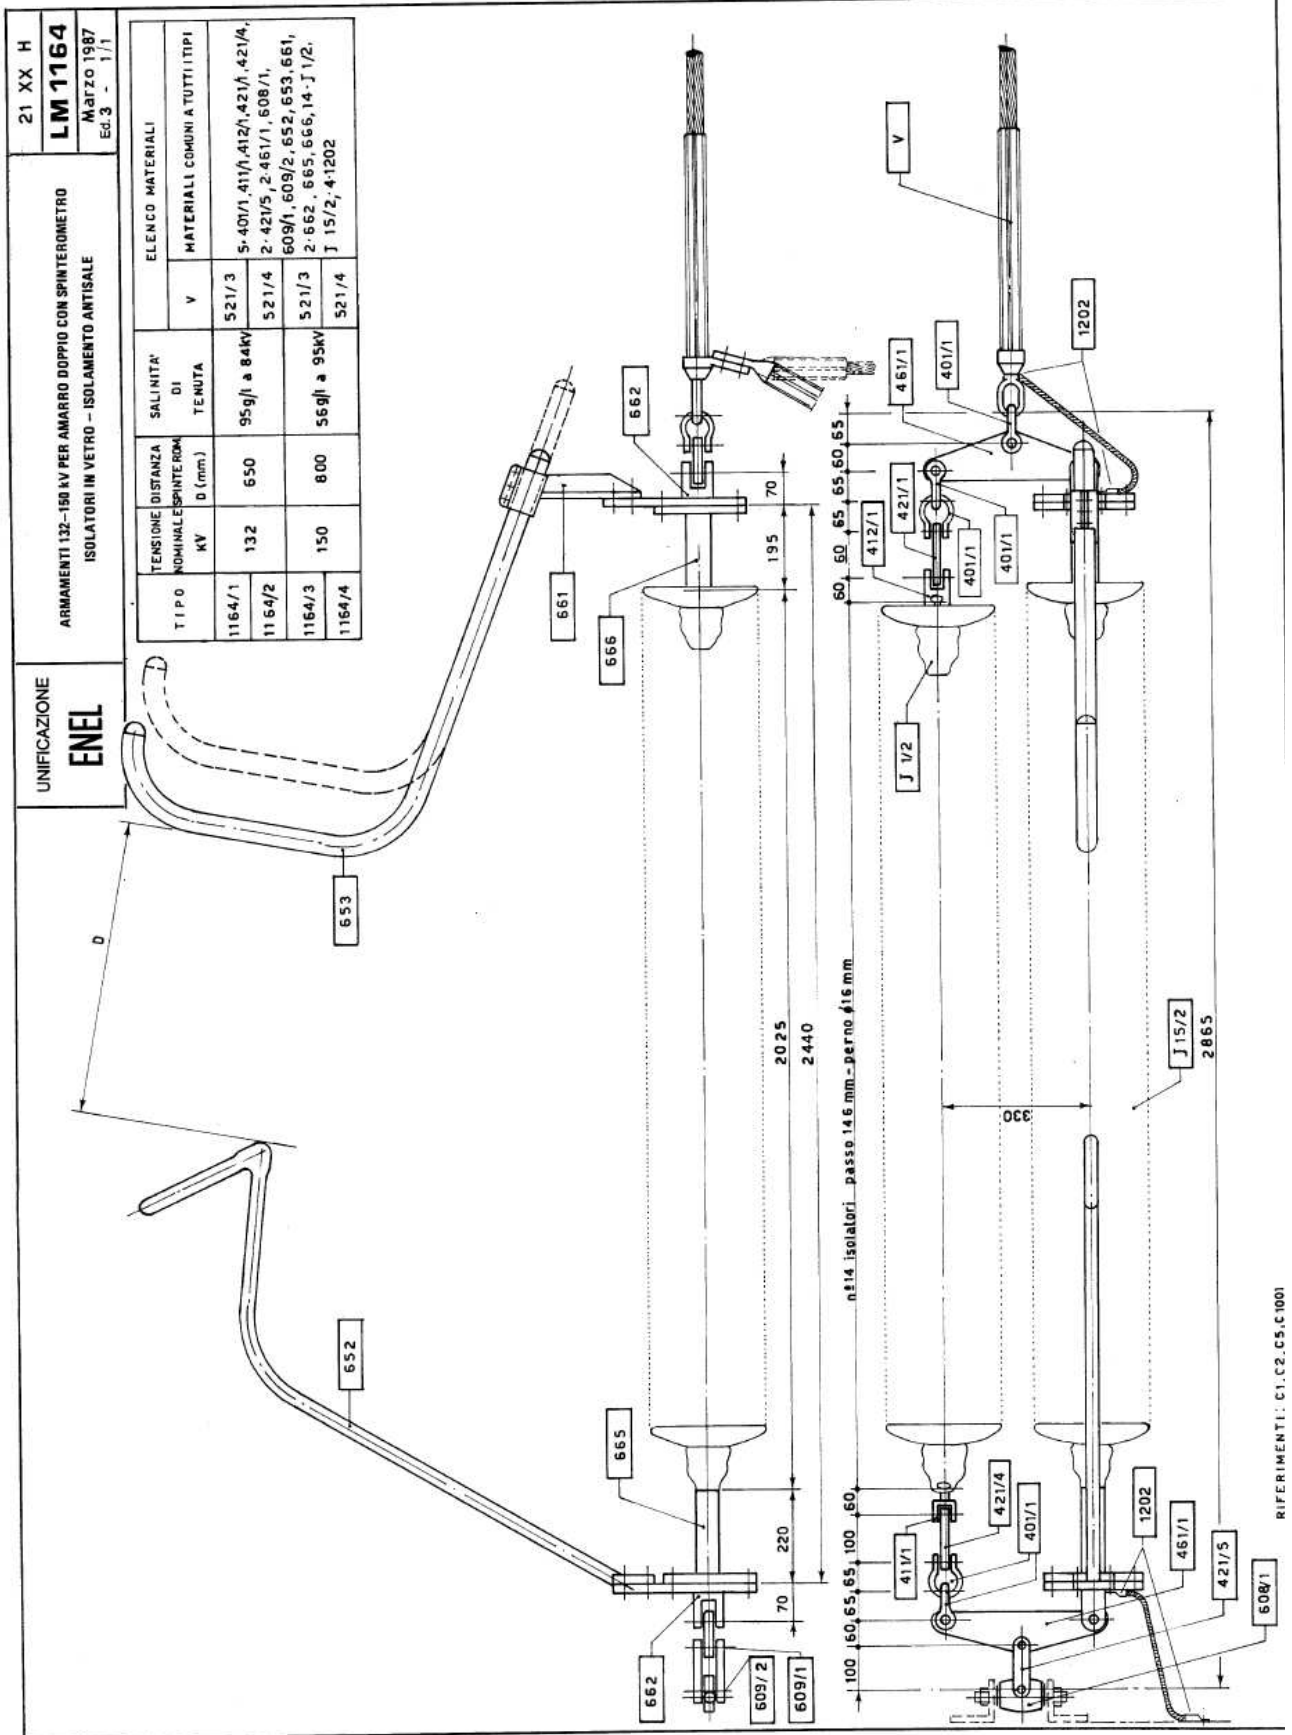 UNIFICAZIONE
ENEL
ARMAMENTI 132-150 kV PER AMARRO DOPPIO CON SPINTEROMETRO
ISOLATORI IN VETRO - ISOLAMENTO ANTISALE
21 XX H
LM 1164
Marzo 1987
Ed. 3 - 1/1
TIPO
TENSIONE NOMINALE KV
DISTANZA SPINTEROM. D (mm)
SALINITA' DI TENUTA
ELENCO MATERIALI
V
MATERIALI COMUNI A TUTTI I TIPI
1164/1
1164/2
1164/3
1164/4
132
150
650
800
95g/l a 84kV
56g/l a 95kV
521/3
521/4
521/3
521/4
5·401/1,411/1,412/1,421/1,421/4,
2·421/5, 2·461/1, 608/1,
609/1, 609/2, 652, 653, 661,
2·662, 665, 666, 14·J 1/2,
J 15/2, 4·1202
D
653
652
661
662
666
665
70
195
2025
2440
220
70
662
609/2
609/1
V
1202
461/1
401/1
421/1
412/1
401/1
401/1
65
60
65
65
60
60
J 1/2
nº14 isolatori passo 146 mm - perno ø16 mm
330
J 15/2
2865
60
100
65
65
60
100
411/1
421/4
401/1
1202
461/1
421/5
608/1
RIFERIMENTI: C1, C2, C5, C1001